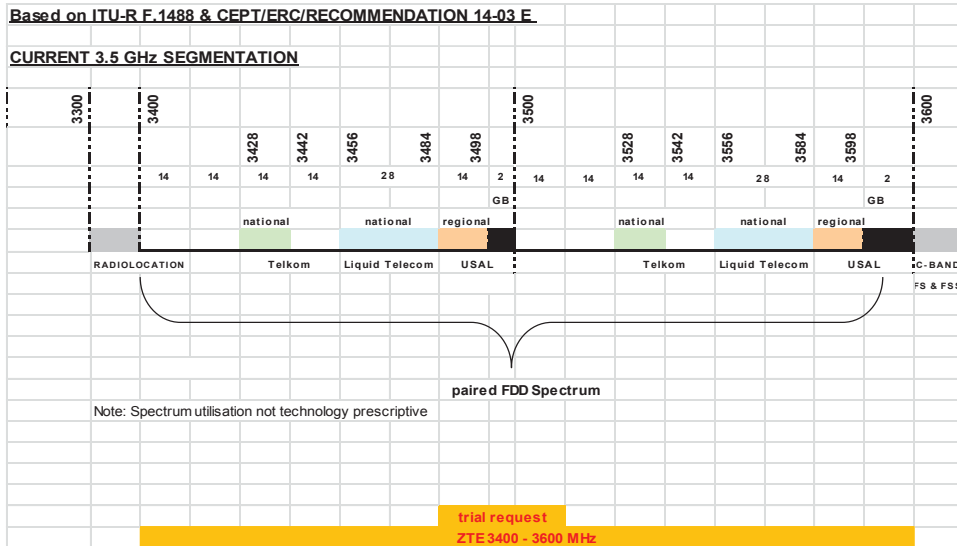 Based on ITU-R F.1488 & CEPT/ERC/RECOMMENDATION 14-03 E
CURRENT 3.5 GHz SEGMENTATION
3300 3400 3500 3600
3428 3442 3456 3484 3498 3528 3542 3556 3584 3598
14 14 14 14 28 14 2 14 14 14 14 28 14 2
GB GB
national national regional national national regional
RADIOLOCATION Telkom Liquid Telecom USAL Telkom Liquid Telecom USAL C-BAND
FS & FSS
paired FDD Spectrum
Note: Spectrum utilisation not technology prescriptive
trial request
ZTE 3400 - 3600 MHz